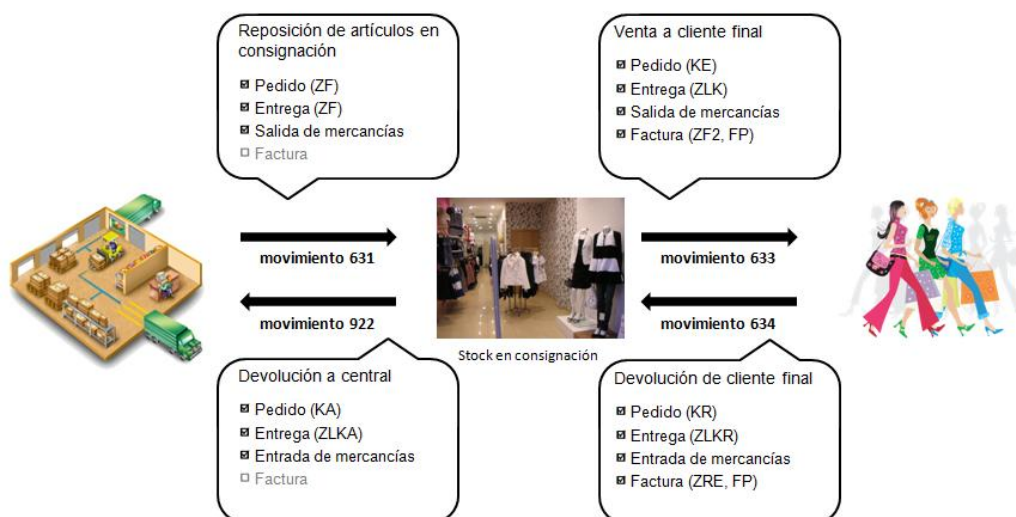 Reposición de artículos en
consignación
Pedido (ZF)
Entrega (ZF)
Salida de mercancías
Factura
Venta a cliente final
Pedido (KE)
Entrega (ZLK)
Salida de mercancías
Factura (ZF2, FP)
movimiento 631
movimiento 922
Stock en consignación
movimiento 633
movimiento 634
Devolución a central
Pedido (KA)
Entrega (ZLKA)
Entrada de mercancías
Factura
Devolución de cliente final
Pedido (KR)
Entrega (ZLKR)
Entrada de mercancías
Factura (ZRE, FP)